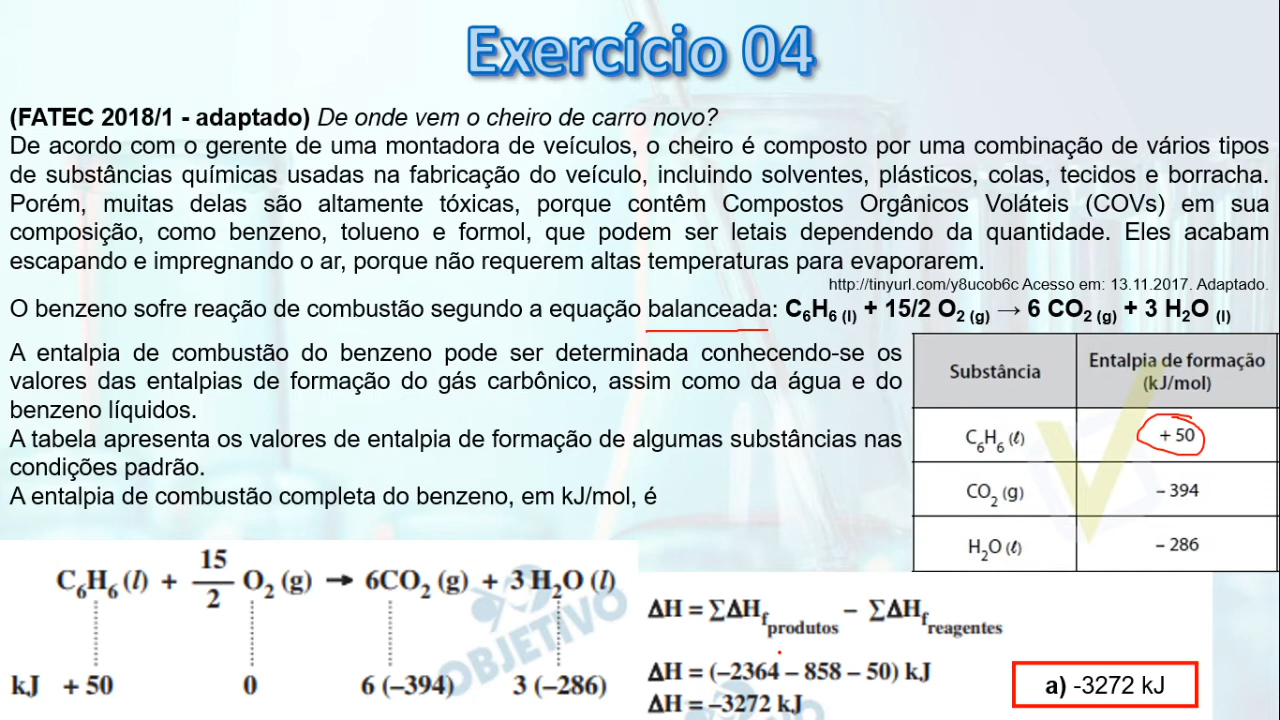 Exercício 04
(FATEC 2018/1 - adaptado) De onde vem o cheiro de carro novo?
De acordo com o gerente de uma montadora de veículos, o cheiro é composto por uma combinação de vários tipos
de substâncias químicas usadas na fabricação do veículo, incluindo solventes, plásticos, colas, tecidos e borracha.
Porém, muitas delas são altamente tóxicas, porque contêm Compostos Orgânicos Voláteis (COVs) em sua
composição, como benzeno, tolueno e formol, que podem ser letais dependendo da quantidade. Eles acabam
escapando e impregnando o ar, porque não requerem altas temperaturas para evaporarem.
http://tinyurl.com/y8ucob6c Acesso em: 13.11.2017. Adaptado.
O benzeno sofre reação de combustão segundo a equação balanceada: C₆H₆ (l) + 15/2 O₂ (g) → 6 CO₂ (g) + 3 H₂O (l)
A entalpia de combustão do benzeno pode ser determinada conhecendo-se os
valores das entalpias de formação do gás carbônico, assim como da água e do
benzeno líquidos.
A tabela apresenta os valores de entalpia de formação de algumas substâncias nas
condições padrão.
A entalpia de combustão completa do benzeno, em kJ/mol, é
Substância Entalpia de formação
(kJ/mol)
C₆H₆ (ℓ) + 50
CO₂ (g) – 394
H₂O (ℓ) – 286
C₆H₆ (l) + 15/2 O₂ (g) → 6CO₂ (g) + 3 H₂O (l)
kJ + 50 0 6 (–394) 3 (–286)
OBJETIVO
ΔH = ∑ΔHf produtos – ∑ΔHf reagentes
ΔH = (–2364 – 858 – 50) kJ
ΔH = –3272 kJ
a) -3272 kJ